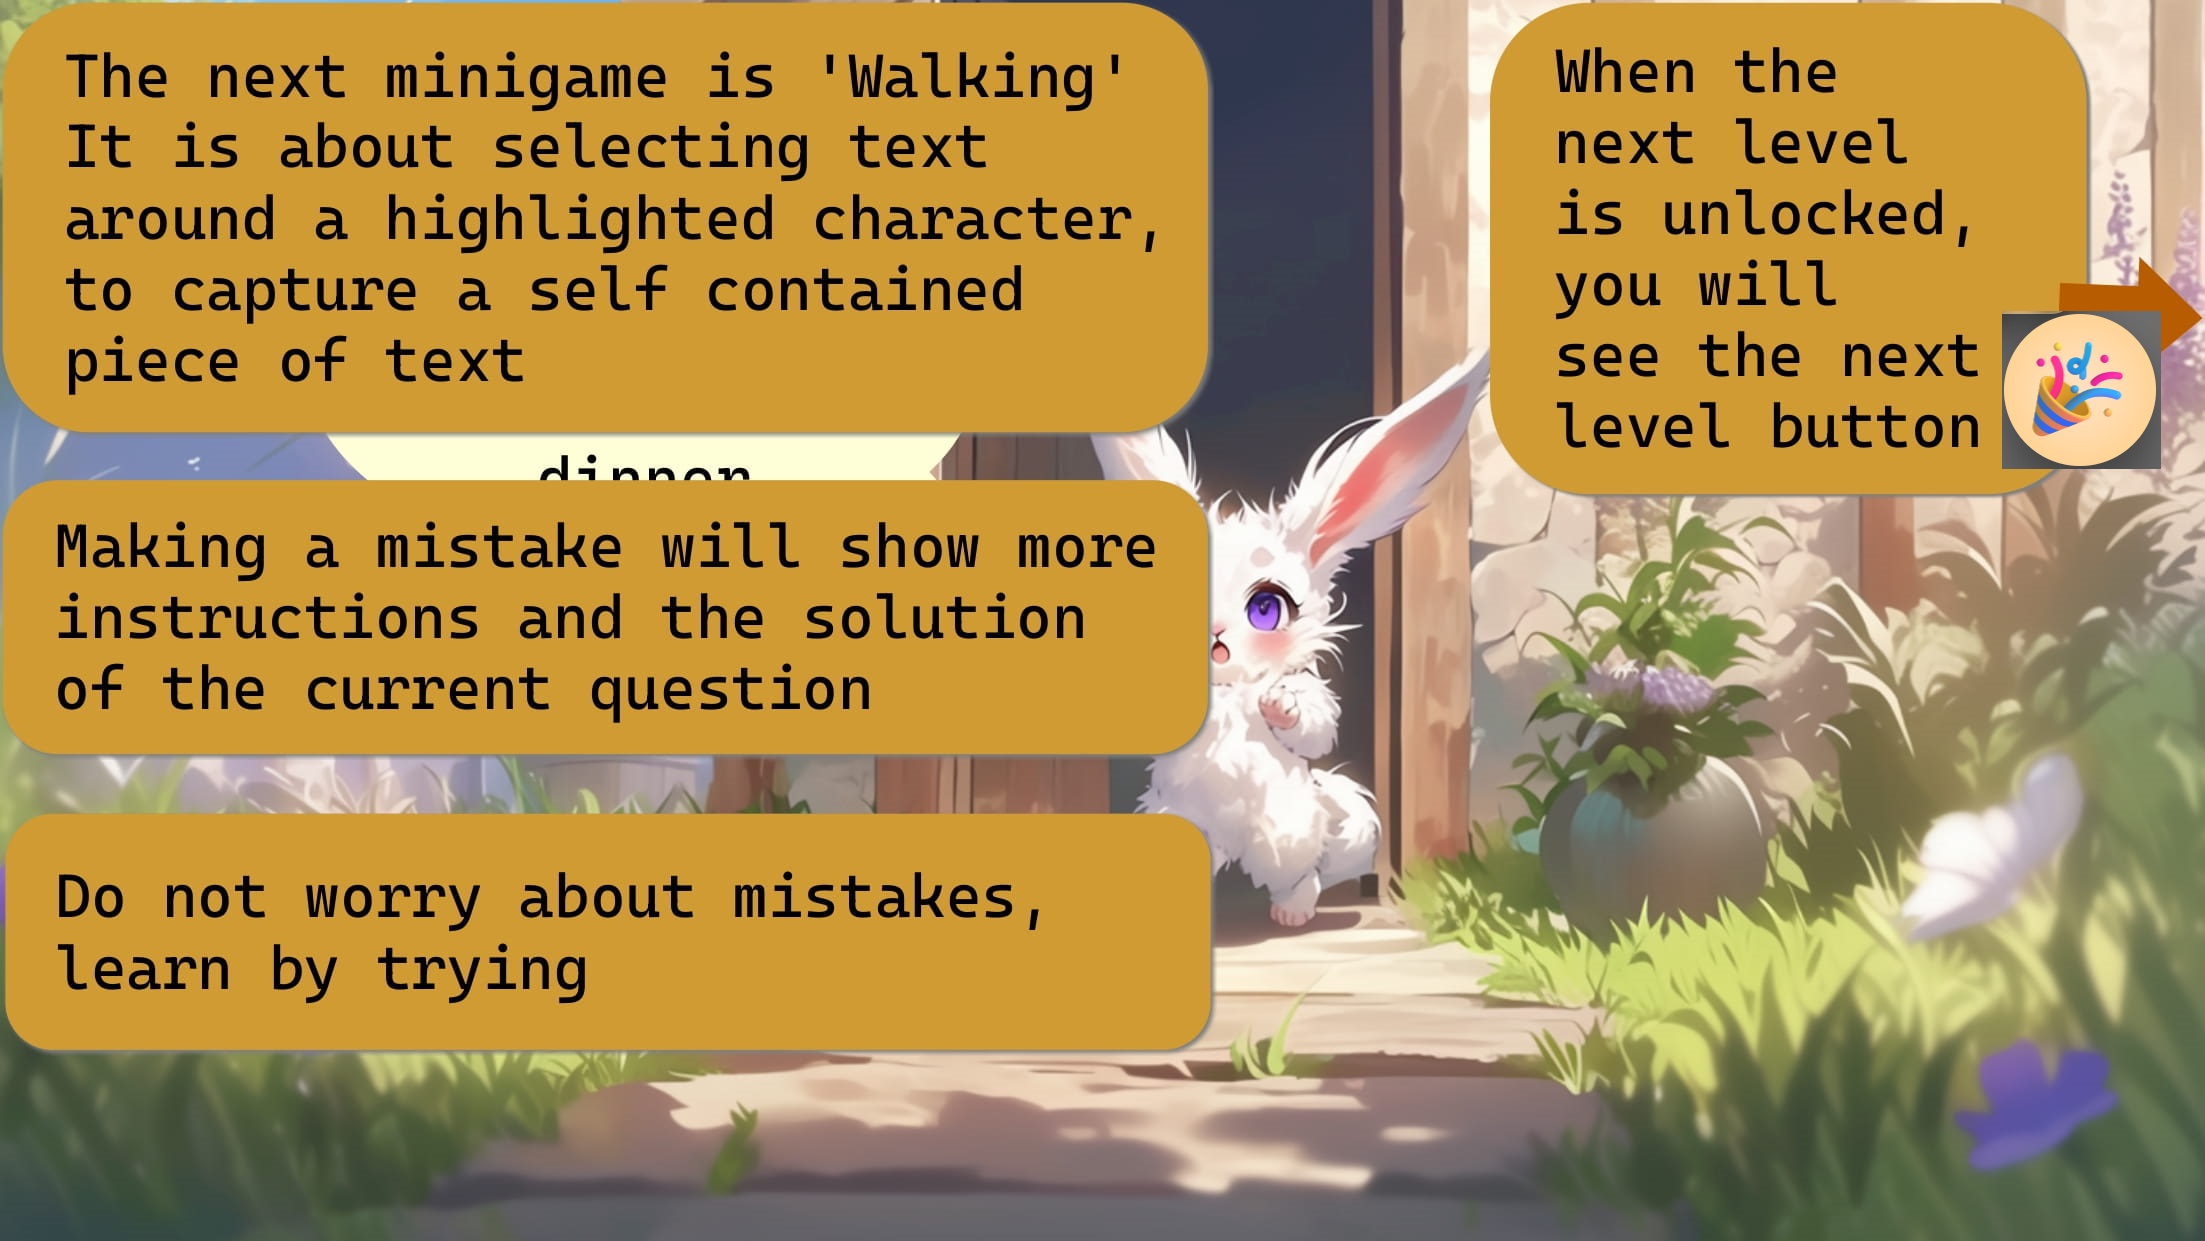 The next minigame is 'Walking'
It is about selecting text
around a highlighted character,
to capture a self contained
piece of text
When the
next level
is unlocked,
you will
see the next
level button
dinner
Making a mistake will show more
instructions and the solution
of the current question
Do not worry about mistakes,
learn by trying